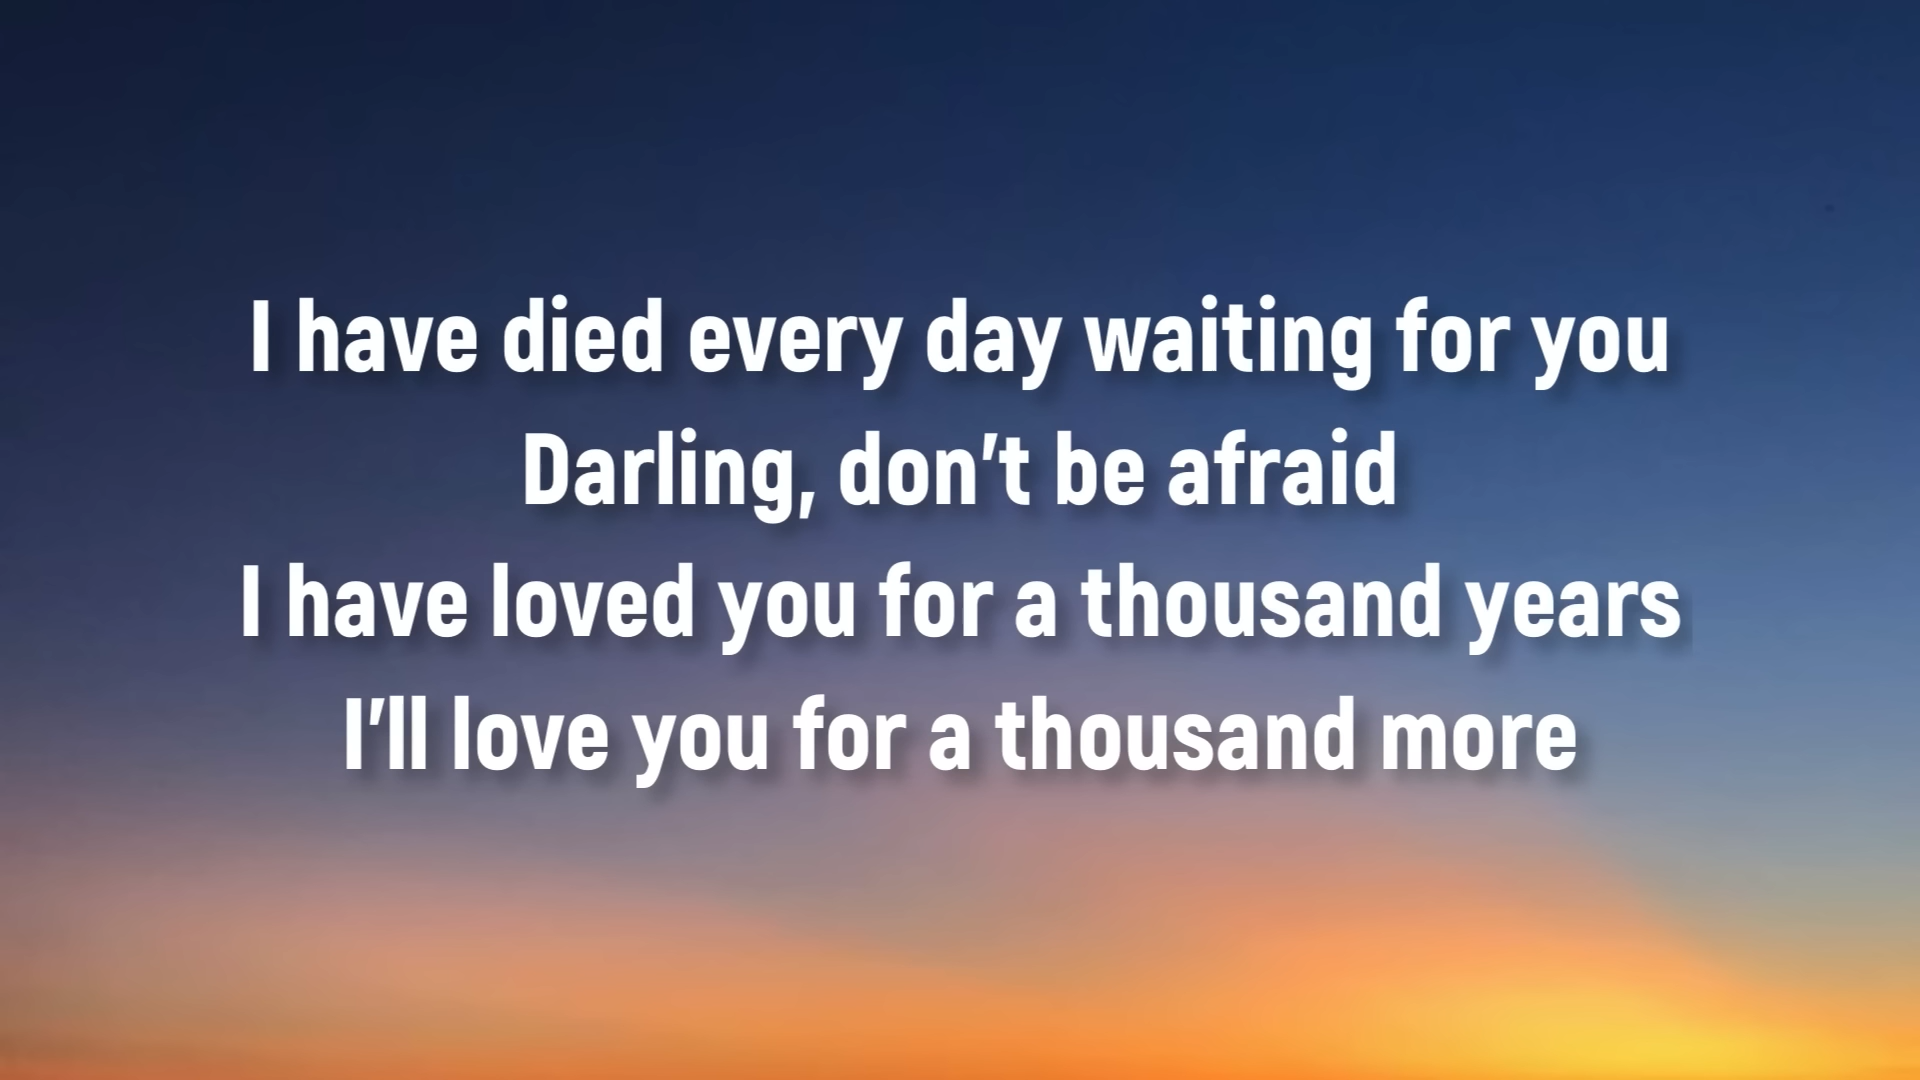 I have died every day waiting for you
Darling, don't be afraid
I have loved you for a thousand years
I'll love you for a thousand more